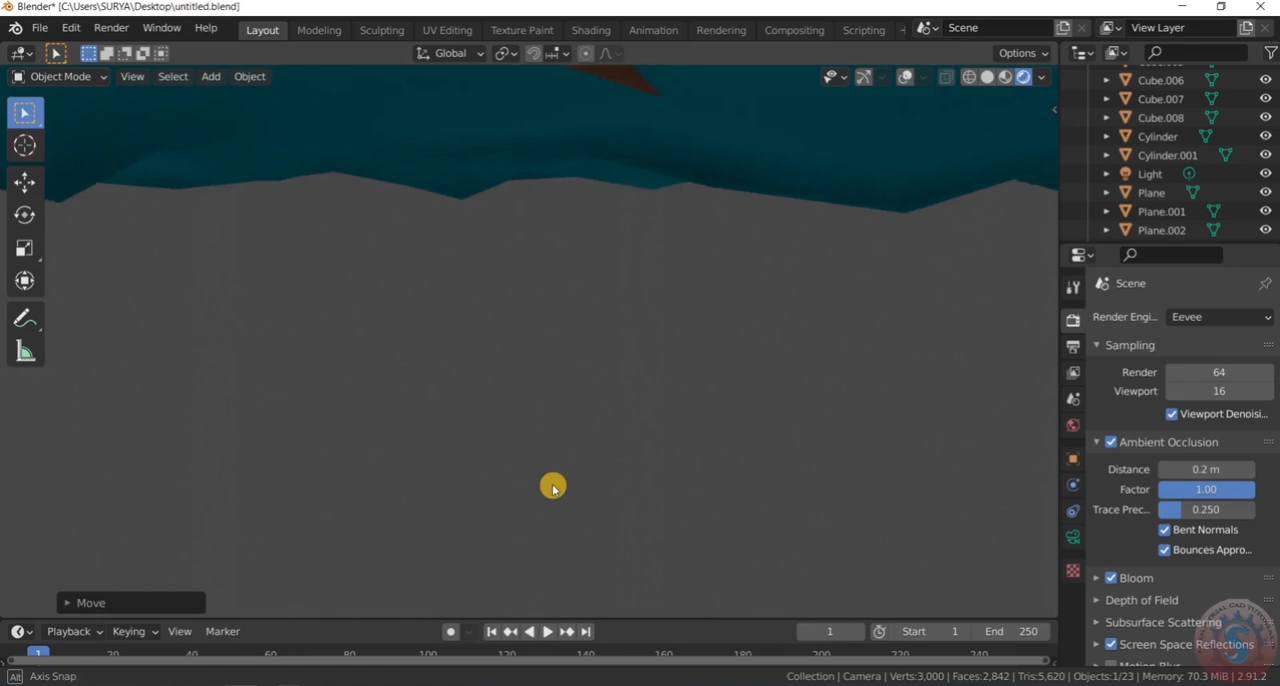 Blender* [C:\Users\SURYA\Desktop\untitled.blend]
File Edit Render Window Help Layout Modeling Sculpting UV Editing Texture Paint Shading Animation Compositing Rendering Scripting Scene View Layer
Global Options
Object Mode View Select Add Object
Cube.006
Cube.007
Cube.008
Cylinder
Cylinder.001
Light
Plane
Plane.001
Plane.002
Scene
Render Engi... Eevee
Sampling
Render 64
Viewport 16
Viewport Denoisi...
Ambient Occlusion
Distance 0.2 m
Factor 1.00
Trace Prec... 0.250
Bent Normals
Bounces Appro...
Bloom
Depth of Field
Subsurface Scattering
Screen Space Reflections
Motion Blur
Move
Playback Keying View Marker 1 Start 1 End 250
1 20 40 60 80 100 120 140 160 180 200 220 240
Alt Axis Snap Collection | Camera | Verts:3,000 | Faces:2,842 | Tris:5,620 | Objects:1/23 | Memory: 70.3 MiB | 2.91.2